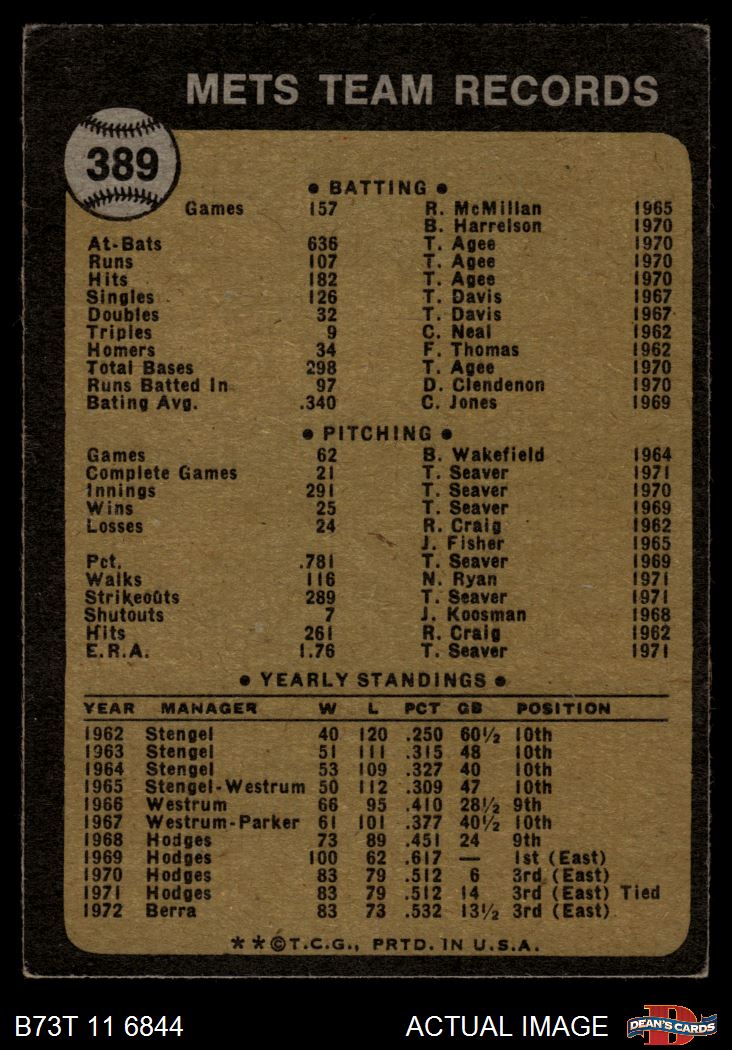 METS TEAM RECORDS
389
• BATTING •
Games 157 R. McMillan 1965
B. Harrelson 1970
At-Bats 636 T. Agee 1970
Runs 107 T. Agee 1970
Hits 182 T. Agee 1970
Singles 126 T. Davis 1967
Doubles 32 T. Davis 1967
Triples 9 C. Neal 1962
Homers 34 F. Thomas 1962
Total Bases 298 T. Agee 1970
Runs Batted In 97 D. Clendenon 1970
Bating Avg. .340 C. Jones 1969
• PITCHING •
Games 62 B. Wakefield 1964
Complete Games 21 T. Seaver 1971
Innings 291 T. Seaver 1970
Wins 25 T. Seaver 1969
Losses 24 R. Craig 1962
J. Fisher 1965
Pct. .781 T. Seaver 1969
Walks 116 N. Ryan 1971
Strikeouts 289 T. Seaver 1971
Shutouts 7 J. Koosman 1968
Hits 261 R. Craig 1962
E.R.A. 1.76 T. Seaver 1971
• YEARLY STANDINGS •
YEAR MANAGER W L PCT GB POSITION
1962 Stengel 40 120 .250 60½ 10th
1963 Stengel 51 111 .315 48 10th
1964 Stengel 53 109 .327 40 10th
1965 Stengel-Westrum 50 112 .309 47 10th
1966 Westrum 66 95 .410 28½ 9th
1967 Westrum-Parker 61 101 .377 40½ 10th
1968 Hodges 73 89 .451 24 9th
1969 Hodges 100 62 .617 — 1st (East)
1970 Hodges 83 79 .512 6 3rd (East)
1971 Hodges 83 79 .512 14 3rd (East) Tied
1972 Berra 83 73 .532 13½ 3rd (East)
**©T.C.G., PRTD. IN U.S.A.
B73T 11 6844 ACTUAL IMAGE
DEAN'S CARDS